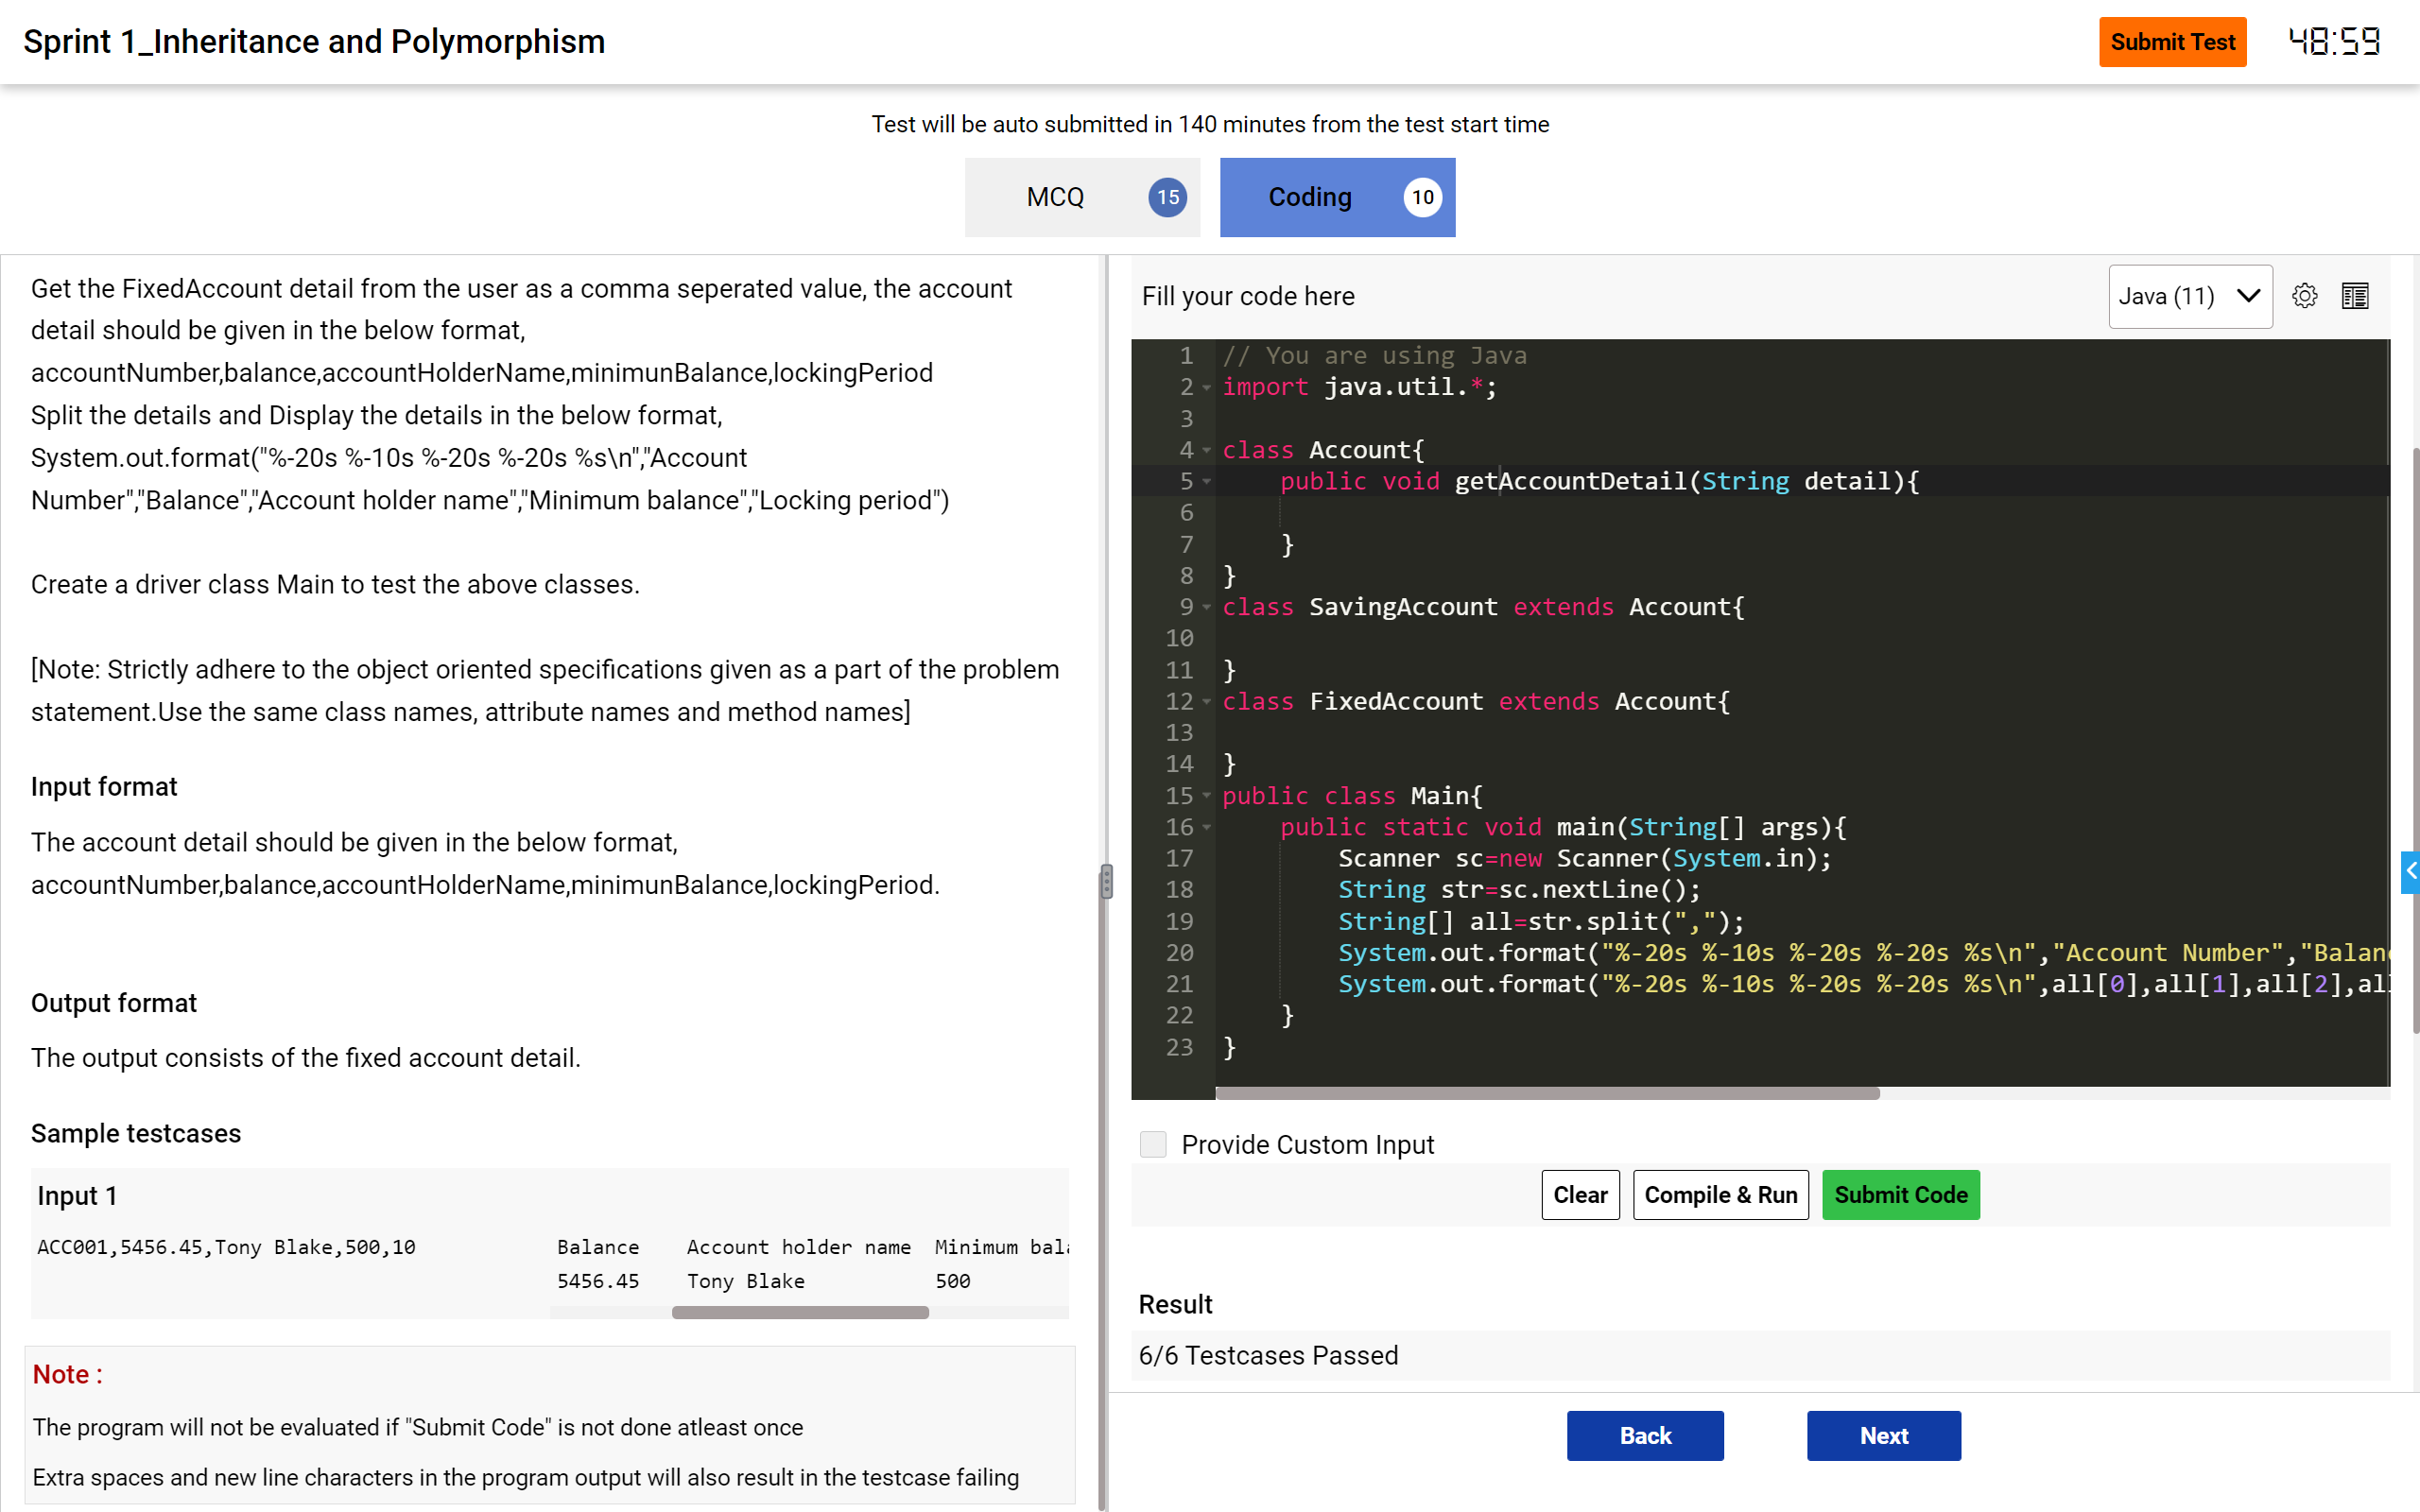 Sprint 1_Inheritance and Polymorphism
Submit Test
48:59
Test will be auto submitted in 140 minutes from the test start time
MCQ 15
Coding 10
Get the FixedAccount detail from the user as a comma seperated value, the account
detail should be given in the below format,
accountNumber,balance,accountHolderName,minimunBalance,lockingPeriod
Split the details and Display the details in the below format,
System.out.format("%-20s %-10s %-20s %-20s %s\n","Account
Number","Balance","Account holder name","Minimum balance","Locking period")
Create a driver class Main to test the above classes.
[Note: Strictly adhere to the object oriented specifications given as a part of the problem
statement.Use the same class names, attribute names and method names]
Input format
The account detail should be given in the below format,
accountNumber,balance,accountHolderName,minimunBalance,lockingPeriod.
Output format
The output consists of the fixed account detail.
Sample testcases
Input 1
ACC001,5456.45,Tony Blake,500,10
Balance Account holder name Minimum bala
5456.45 Tony Blake 500
Note :
The program will not be evaluated if "Submit Code" is not done atleast once
Extra spaces and new line characters in the program output will also result in the testcase failing
Fill your code here
Java (11)
1 // You are using Java
2 import java.util.*;
3
4 class Account{
5 public void getAccountDetail(String detail){
6
7 }
8 }
9 class SavingAccount extends Account{
10
11 }
12 class FixedAccount extends Account{
13
14 }
15 public class Main{
16 public static void main(String[] args){
17 Scanner sc=new Scanner(System.in);
18 String str=sc.nextLine();
19 String[] all=str.split(",");
20 System.out.format("%-20s %-10s %-20s %-20s %s\n","Account Number","Balanc
21 System.out.format("%-20s %-10s %-20s %-20s %s\n",all[0],all[1],all[2],al
22 }
23 }
Provide Custom Input
Clear
Compile & Run
Submit Code
Result
6/6 Testcases Passed
Back
Next